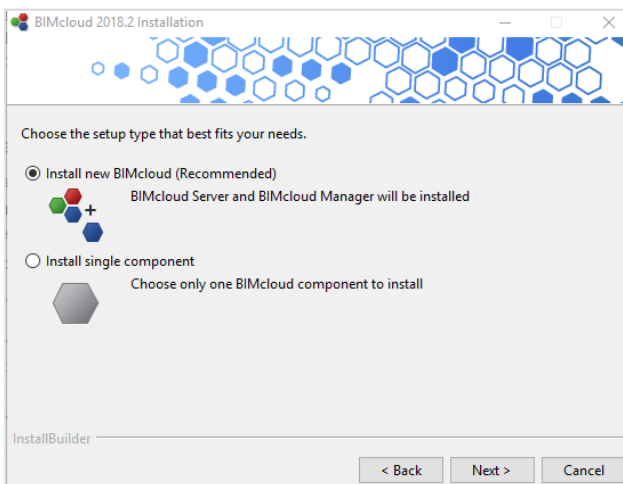 BIMcloud 2018.2 Installation
Choose the setup type that best fits your needs.
Install new BIMcloud (Recommended)
BIMcloud Server and BIMcloud Manager will be installed
Install single component
Choose only one BIMcloud component to install
InstallBuilder
< Back
Next >
Cancel